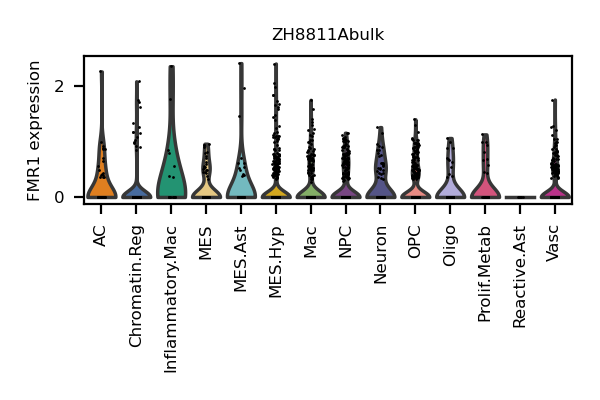 ZH8811Abulk
FMR1 expression
2
0
AC
Chromatin.Reg
Inflammatory.Mac
MES
MES.Ast
MES.Hyp
Mac
NPC
Neuron
OPC
Oligo
Prolif.Metab
Reactive.Ast
Vasc